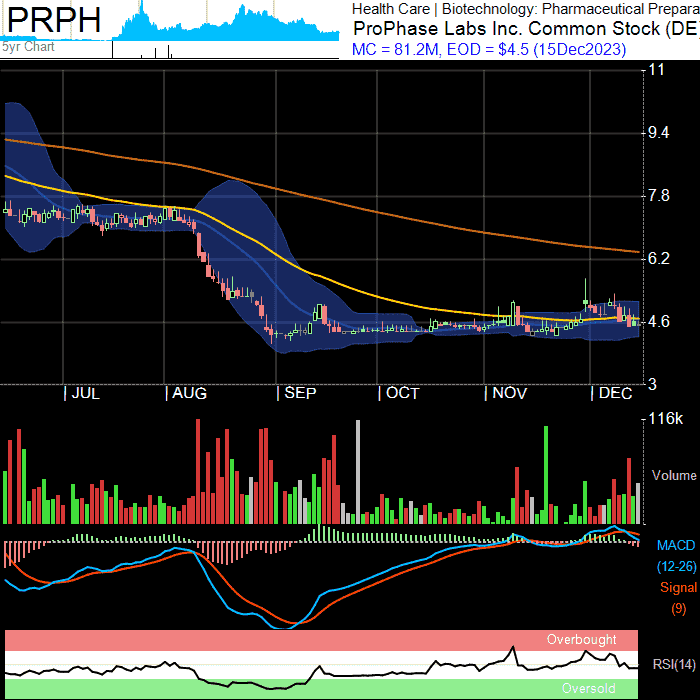 PRPH
5yr Chart
Health Care | Biotechnology: Pharmaceutical Prepara
ProPhase Labs Inc. Common Stock (DE
MC = 81.2M, EOD = $4.5 (15Dec2023)
11
9.4
7.8
6.2
4.6
3
JUL AUG SEP OCT NOV DEC
116k
Volume
MACD
(12-26)
Signal
(9)
Overbought
RSI(14)
Oversold